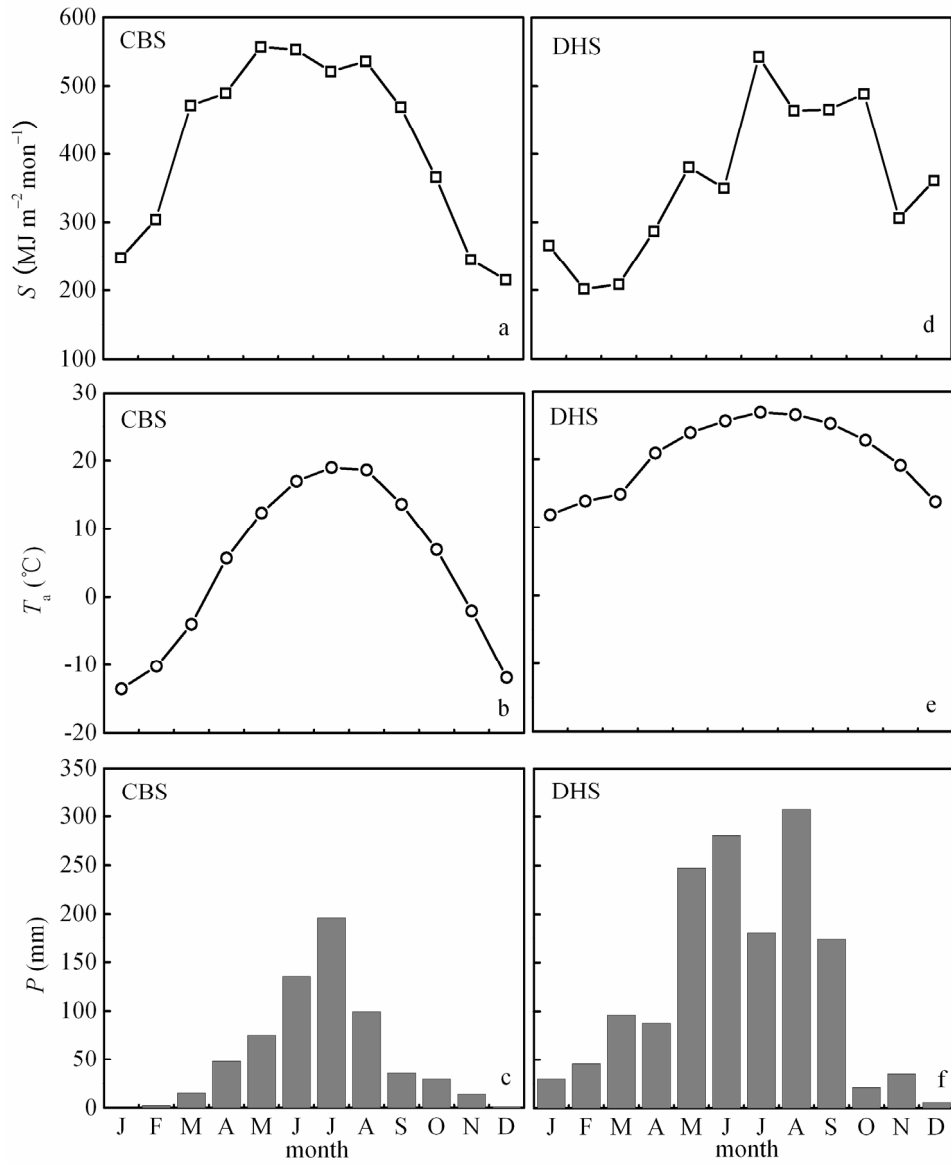 CBS
DHS
600
500
400
300
200
100
S (MJ m⁻² mon⁻¹)
a
d
CBS
DHS
30
20
10
0
-10
-20
Tₐ (℃)
b
e
CBS
DHS
350
300
250
200
150
100
50
0
P (mm)
c
f
J F M A M J J A S O N D
J F M A M J J A S O N D
month
month